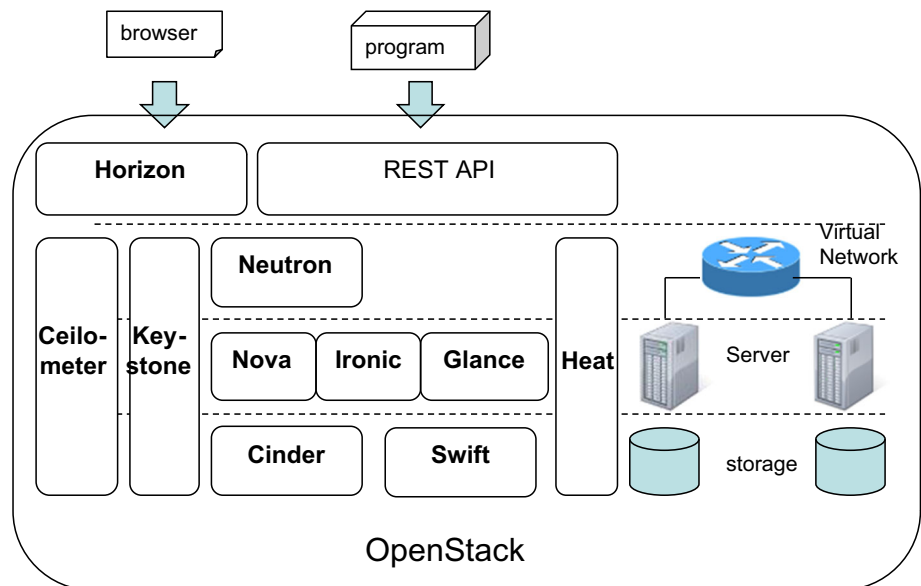 browser
program
Horizon
REST API
Virtual
Network
Neutron
Ceilo-
meter
Key-
stone
Nova
Ironic
Glance
Heat
Server
Cinder
Swift
storage
OpenStack